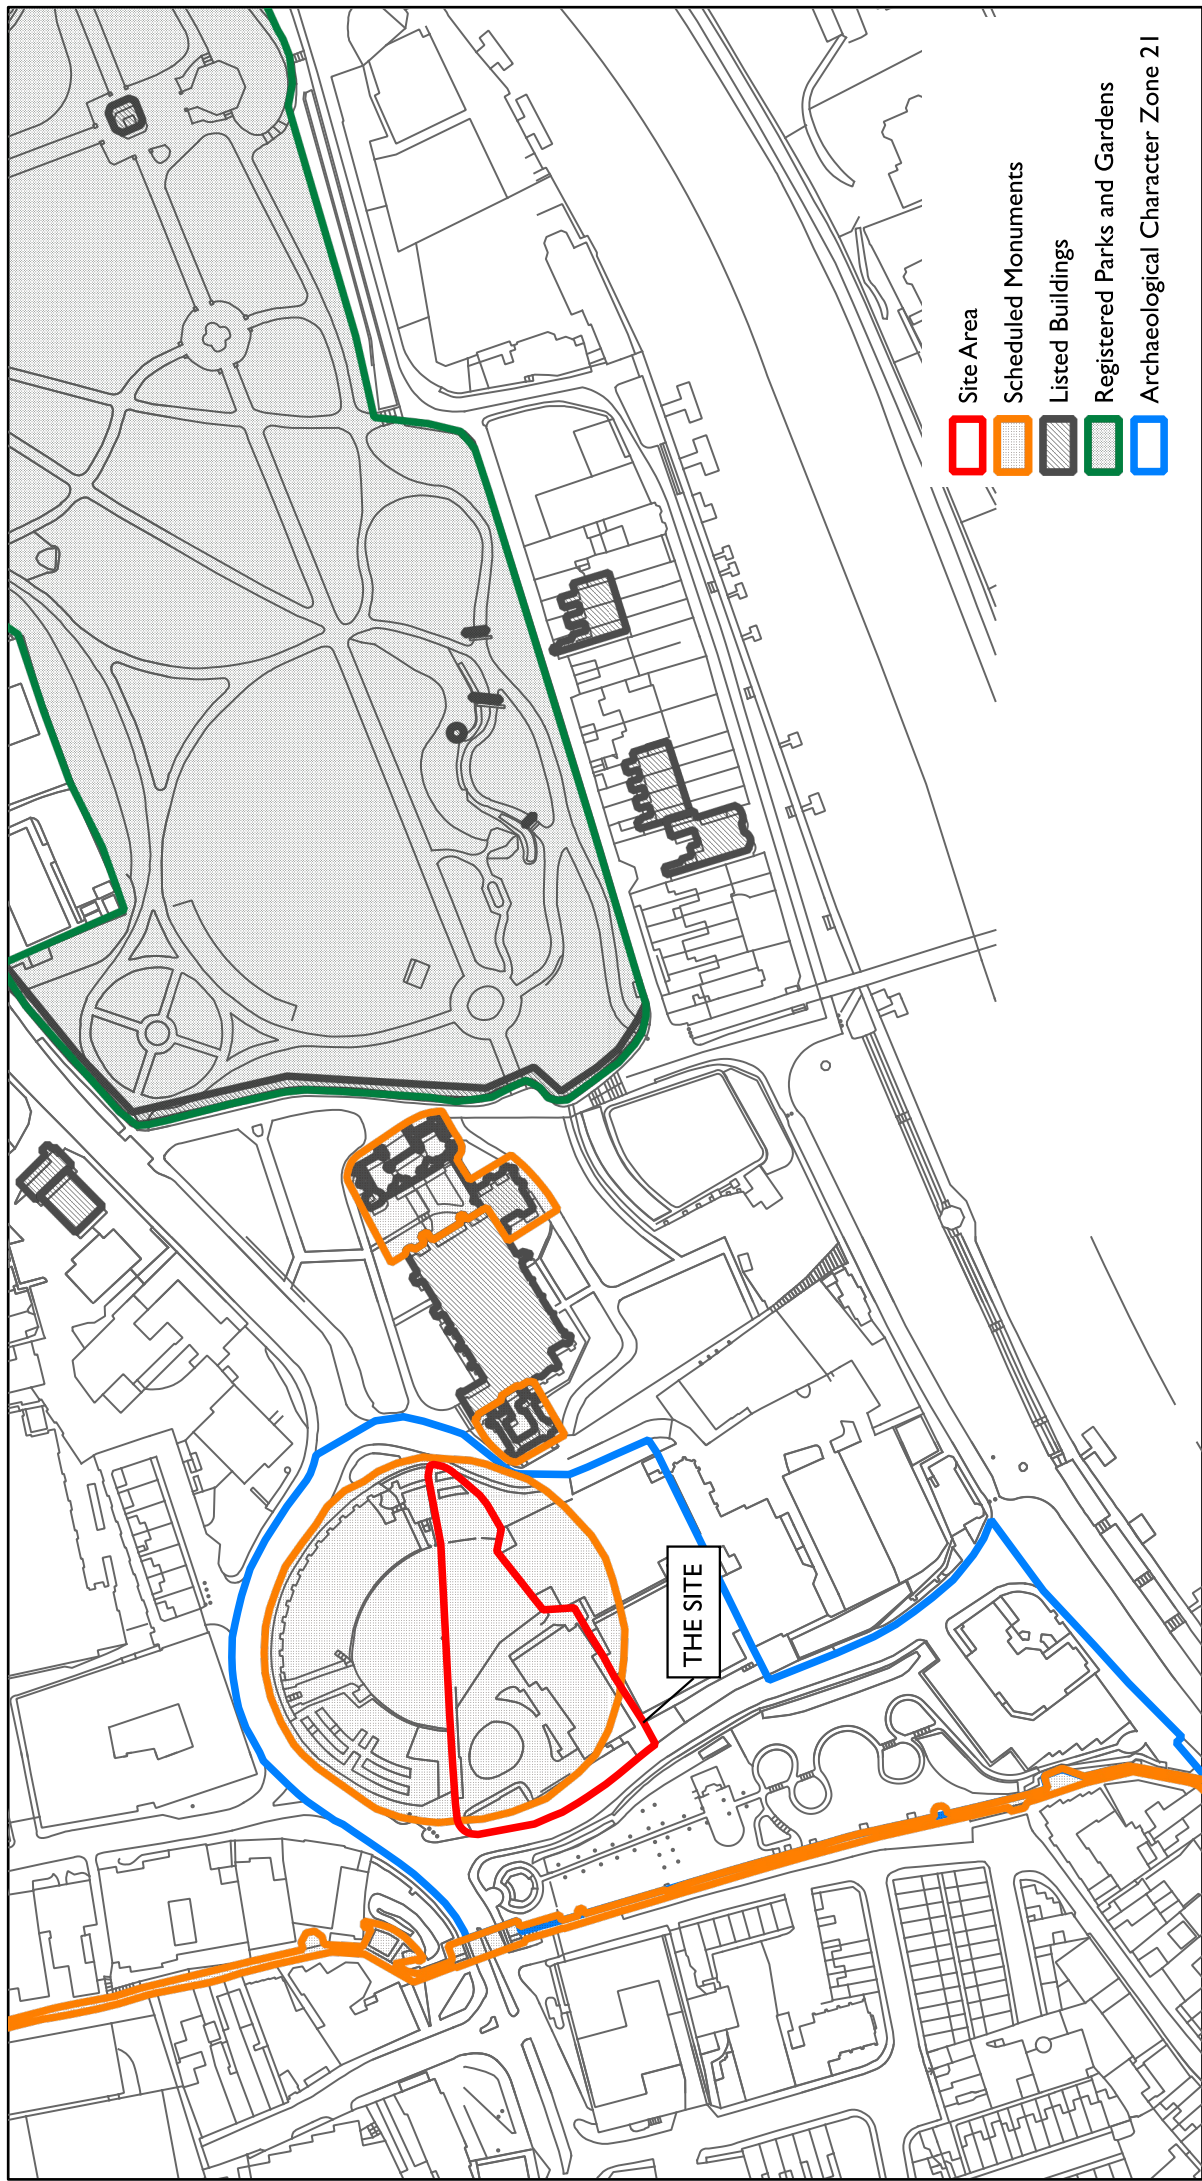 THE SITE
Site Area
Scheduled Monuments
Listed Buildings
Registered Parks and Gardens
Archaeological Character Zone 21